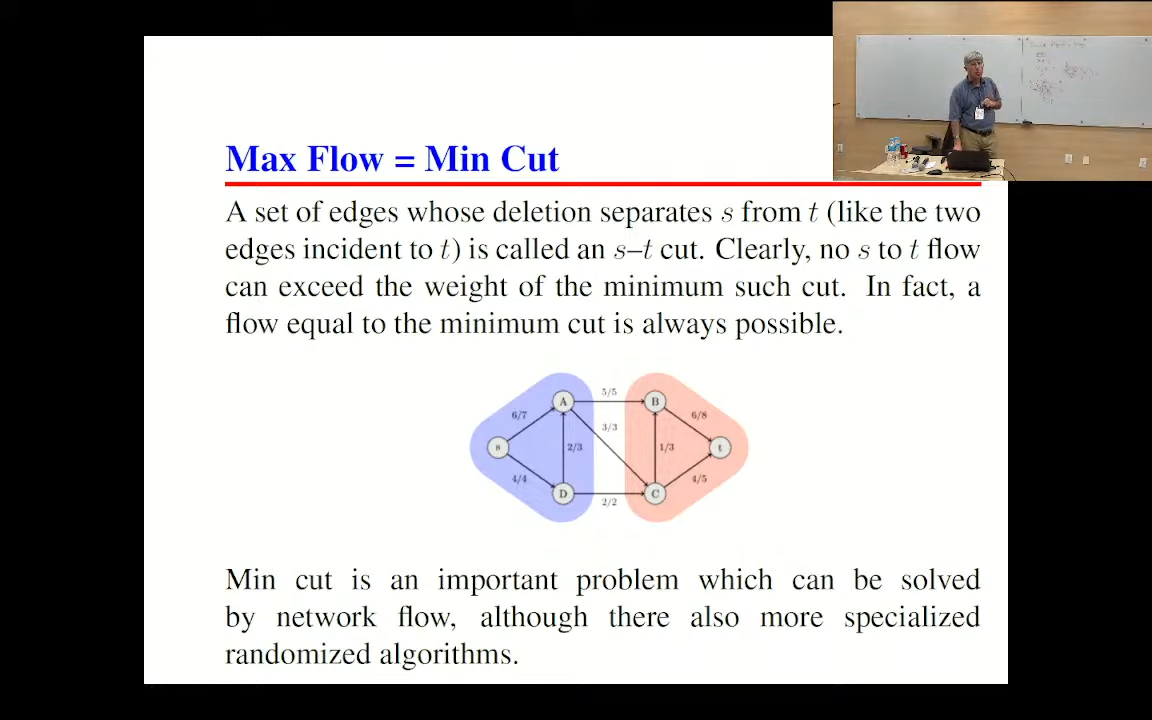 Max Flow = Min Cut
A set of edges whose deletion separates s from t (like the two
edges incident to t) is called an s–t cut. Clearly, no s to t flow
can exceed the weight of the minimum such cut. In fact, a
flow equal to the minimum cut is always possible.
5/5
A
B
6/7
3/3
6/8
s
2/3
1/3
t
4/4
4/5
D
C
2/2
Min cut is an important problem which can be solved
by network flow, although there also more specialized
randomized algorithms.